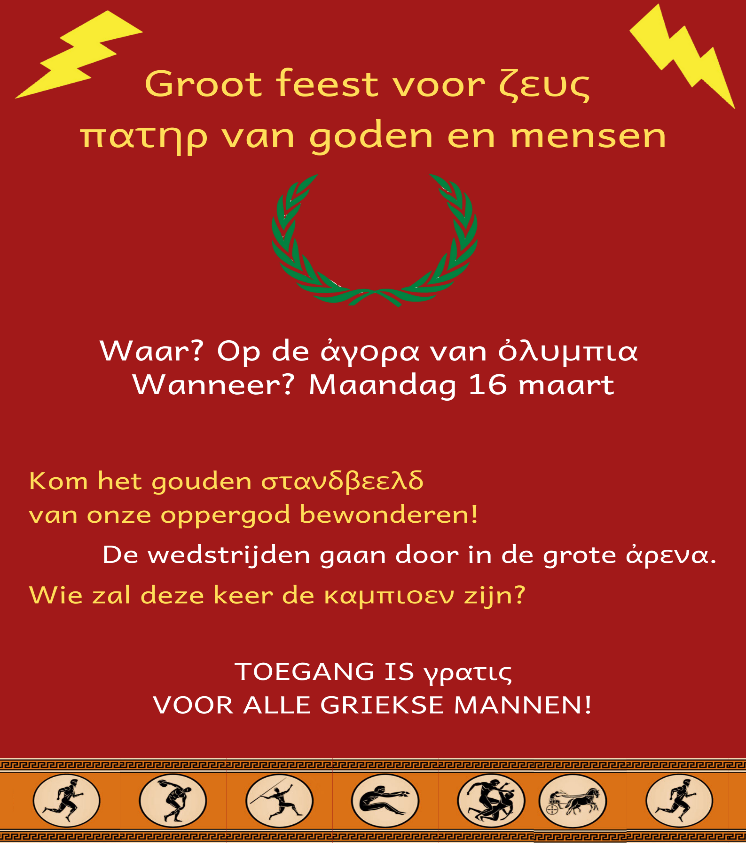 Groot feest voor ζευς
πατηρ van goden en mensen
Waar? Op de ἀγορα van ὀλυμπια
Wanneer? Maandag 16 maart
Kom het gouden στανδβεελδ
van onze oppergod bewonderen!
De wedstrijden gaan door in de grote ἀρενα.
Wie zal deze keer de καμπιοεν zijn?
TOEGANG IS γρατις
VOOR ALLE GRIEKSE MANNEN!